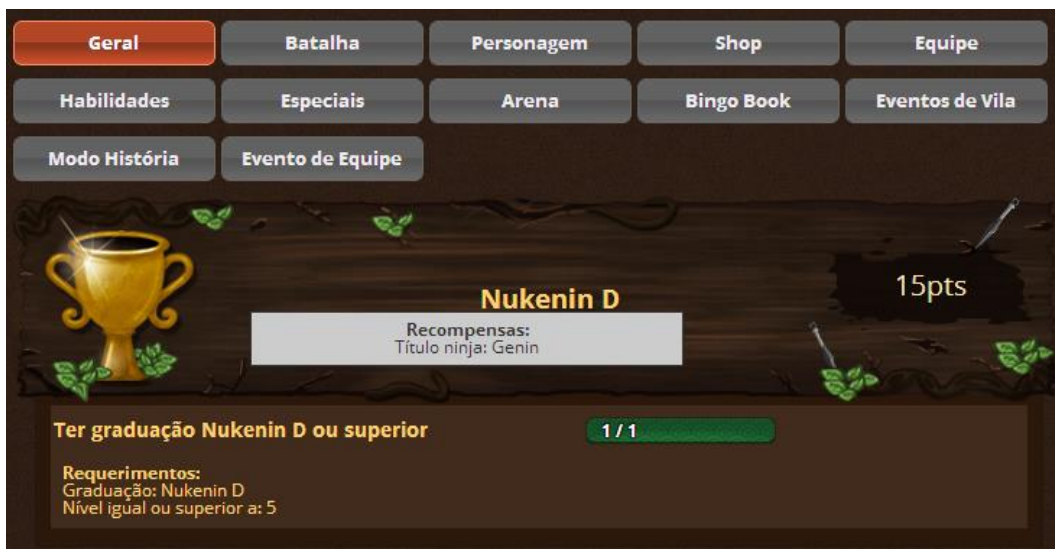 Geral Batalha Personagem Shop Equipe
Habilidades Especiais Arena Bingo Book Eventos de Vila
Modo História Evento de Equipe
15pts
Nukenin D
Recompensas:
Título ninja: Genin
Ter graduação Nukenin D ou superior 1 / 1
Requerimentos:
Graduação: Nukenin D
Nível igual ou superior a: 5